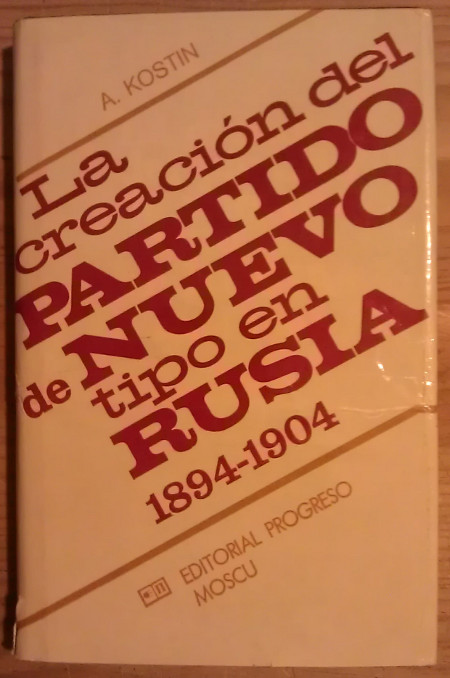 A. KOSTIN
La
creación del
PARTIDO
de NUEVO
tipo en
RUSIA
1894-1904
EDITORIAL PROGRESO
MOSCU